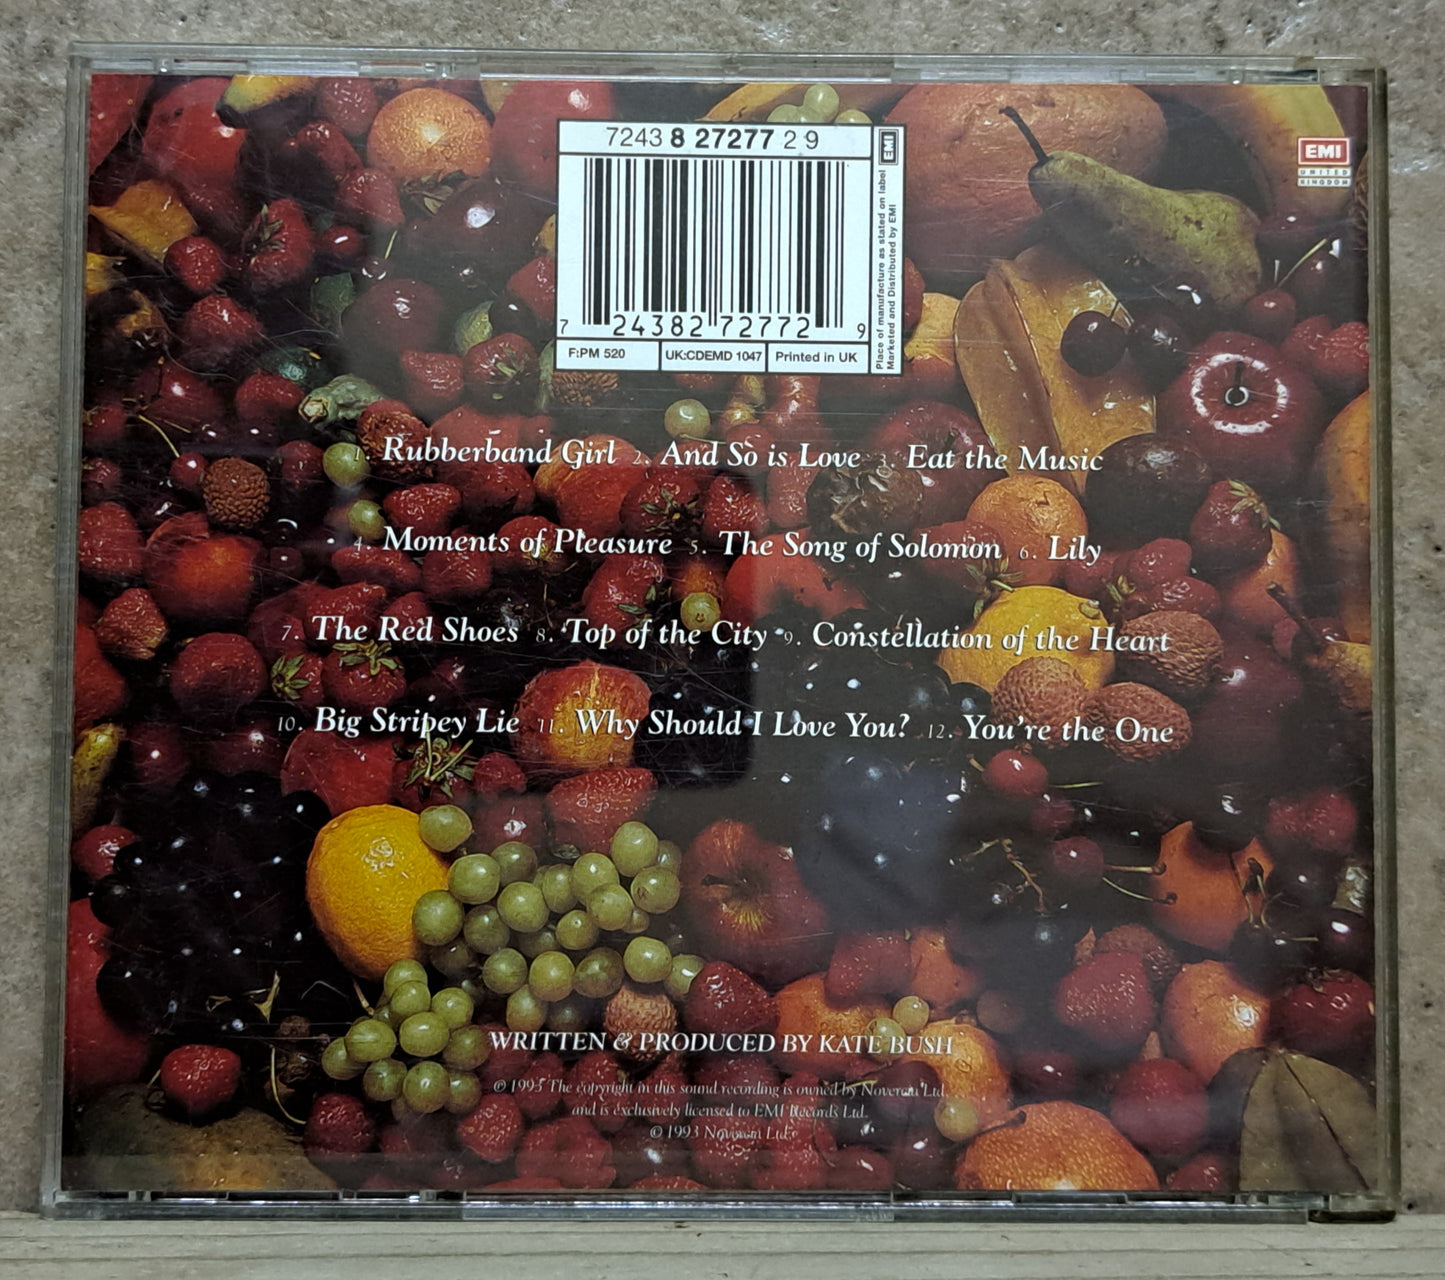 7243 8 27277 2 9
EMI
7 24382 72772 9
F:PM 520
UK:CDEMD 1047
Printed in UK
Place of manufacture as stated on label
Marketed and Distributed by EMI
EMI
UNITED
KINGDOM
1. Rubberband Girl 2. And So is Love 3. Eat the Music
4. Moments of Pleasure 5. The Song of Solomon 6. Lily
7. The Red Shoes 8. Top of the City 9. Constellation of the Heart
10. Big Stripey Lie 11. Why Should I Love You? 12. You're the One
WRITTEN & PRODUCED BY KATE BUSH
℗ 1993 The copyright in this sound recording is owned by Novercia Ltd.
and is exclusively licensed to EMI Records Ltd.
© 1993 Novercia Ltd.